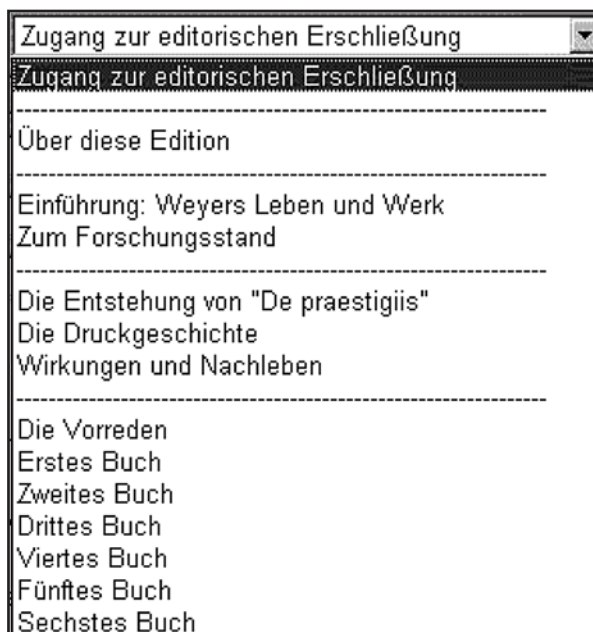 Zugang zur editorischen Erschließung
Zugang zur editorischen Erschließung
------------------------------------------------------------------
Über diese Edition
------------------------------------------------------------------
Einführung: Weyers Leben und Werk
Zum Forschungsstand
------------------------------------------------------------------
Die Entstehung von "De praestigiis"
Die Druckgeschichte
Wirkungen und Nachleben
------------------------------------------------------------------
Die Vorreden
Erstes Buch
Zweites Buch
Drittes Buch
Viertes Buch
Fünftes Buch
Sechstes Buch